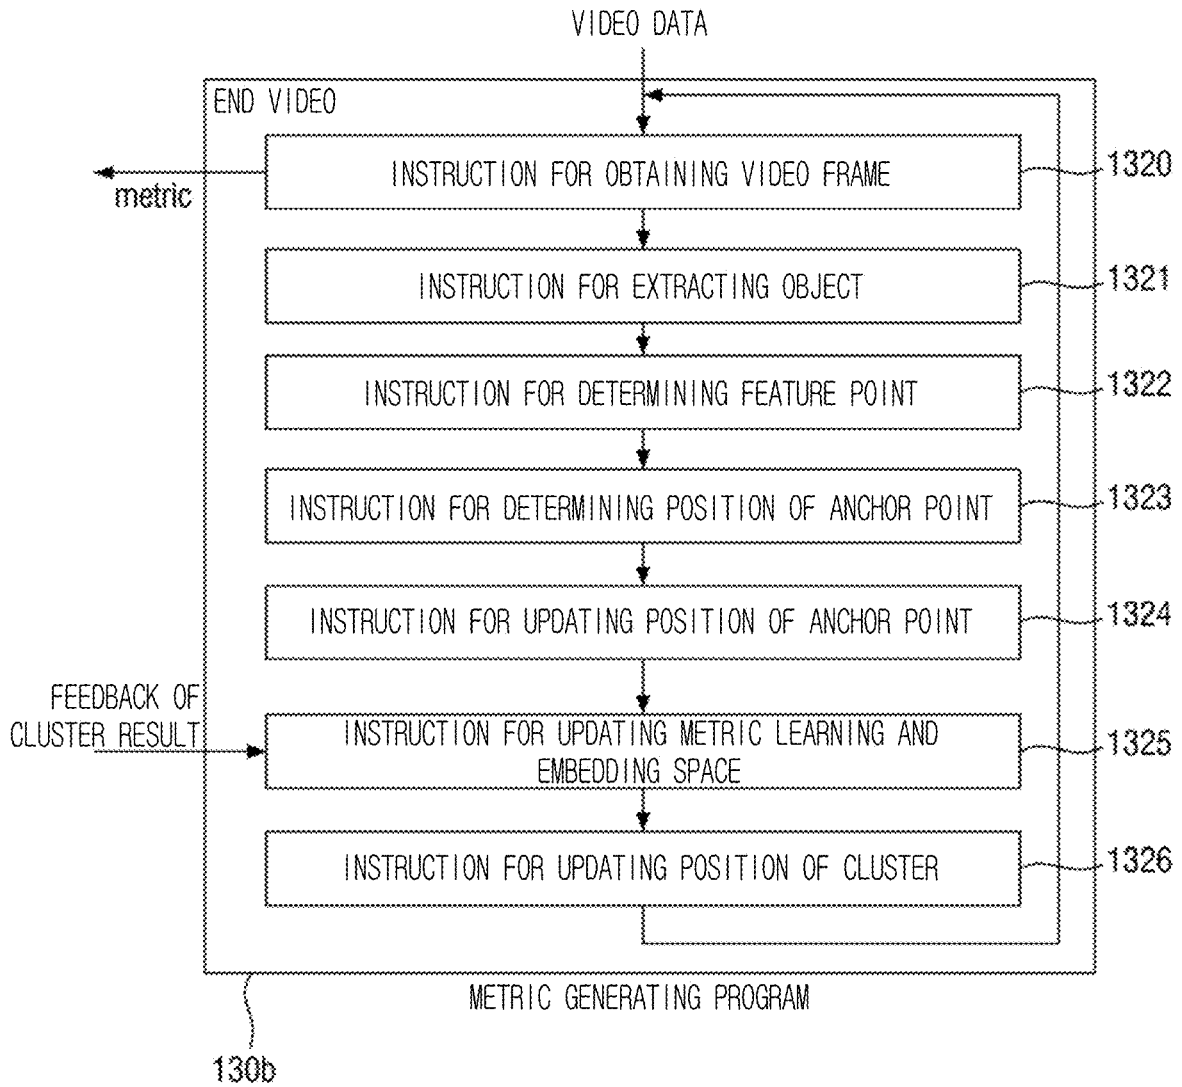 VIDEO DATA
END VIDEO
INSTRUCTION FOR OBTAINING VIDEO FRAME
1320
metric
INSTRUCTION FOR EXTRACTING OBJECT
1321
INSTRUCTION FOR DETERMINING FEATURE POINT
1322
INSTRUCTION FOR DETERMINING POSITION OF ANCHOR POINT
1323
INSTRUCTION FOR UPDATING POSITION OF ANCHOR POINT
1324
FEEDBACK OF
CLUSTER RESULT
INSTRUCTION FOR UPDATING METRIC LEARNING AND
EMBEDDING SPACE
1325
INSTRUCTION FOR UPDATING POSITION OF CLUSTER
1326
METRIC GENERATING PROGRAM
130b